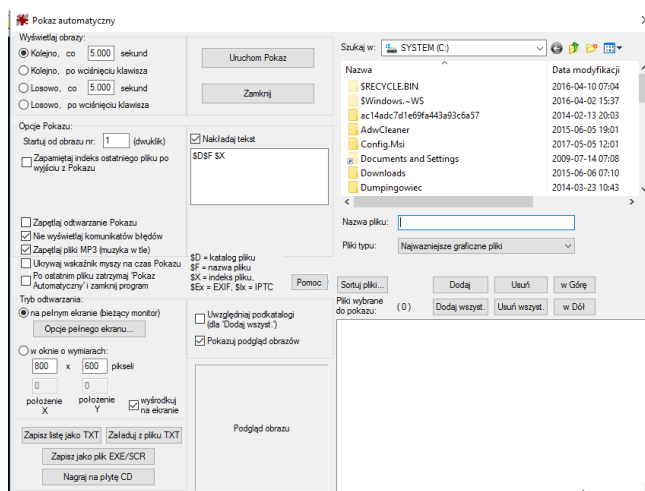 Pokaz automatyczny
Wyświetlaj obrazy:
Kolejno, co 5.000 sekund
Kolejno, po wciśnięciu klawisza
Losowo, co 5.000 sekund
Losowo, po wciśnięciu klawisza
Uruchom Pokaz
Zamknij
Opcje Pokazu:
Startuj od obrazu nr: 1 (dwuklik)
Zapamiętaj indeks ostatniego pliku po
wyjściu z Pokazu
Zapętlaj odtwarzanie Pokazu
Nie wyświetlaj komunikatów błędów
Zapętlaj pliki MP3 (muzyka w tle)
Ukrywaj wskaźnik myszy na czas Pokazu
Po ostatnim pliku zatrzymaj 'Pokaz
Automatyczny' i zamknij program
Nakładaj tekst
$D$F $X
$D = katalog pliku
$F = nazwa pliku
$X = indeks pliku,
$Ex = EXIF, $Ix = IPTC
Pomoc
Tryb odtwarzania:
na pełnym ekranie (bieżący monitor)
Opcje pełnego ekranu...
w oknie o wymiarach:
800 x 600 pikseli
0 0
położenie położenie
X Y
wyśrodkuj
na ekranie
Uwzględniaj podkatalogi
(dla 'Dodaj wszyst.')
Pokazuj podgląd obrazów
Zapisz listę jako TXT
Załaduj z pliku TXT
Zapisz jako plik EXE/SCR
Nagraj na płytę CD
Podgląd obrazu
Szukaj w: SYSTEM (C:)
Nazwa Data modyfikacji
$RECYCLE.BIN 2016-04-10 07:04
$Windows.~WS 2016-04-02 15:37
ac14adc7d1e69fa443a93c6a57 2014-02-13 20:03
AdwCleaner 2015-06-05 19:01
Config.Msi 2017-05-05 12:01
Documents and Settings 2009-07-14 07:08
Downloads 2015-06-06 07:10
Dumpingowiec 2014-03-23 10:43
Nazwa pliku:
Pliki typu: Najwazniejsze graficzne pliki
Sortuj pliki... Dodaj Usuń w Górę
Pliki wybrane
do pokazu: ( 0 ) Dodaj wszyst. Usuń wszyst. w Dół